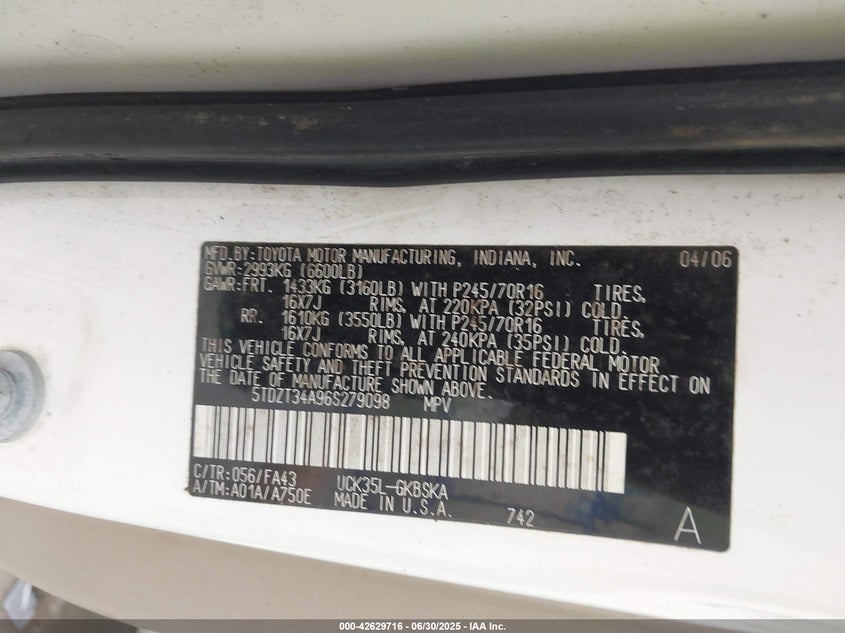 MFD.BY:TOYOTA MOTOR MANUFACTURING, INDIANA, INC. 04/06
GVWR:2993KG (6600LB)
GAWR:FRT. 1433KG (3160LB) WITH P245/70R16 TIRES,
16X7J RIMS, AT 220KPA (32PSI) COLD.
RR. 1610KG (3550LB) WITH P245/70R16 TIRES,
16X7J RIMS, AT 240KPA (35PSI) COLD.
THIS VEHICLE CONFORMS TO ALL APPLICABLE FEDERAL MOTOR
VEHICLE SAFETY AND THEFT PREVENTION STANDARDS IN EFFECT ON
THE DATE OF MANUFACTURE SHOWN ABOVE.
5TDZT34A96S279098 MPV
C/TR:056/FA43 UCK35L-GKBSKA
A/TM:A01A/A750E MADE IN U.S.A. 742 A
000-42629716 - 06/30/2025 - IAA Inc.